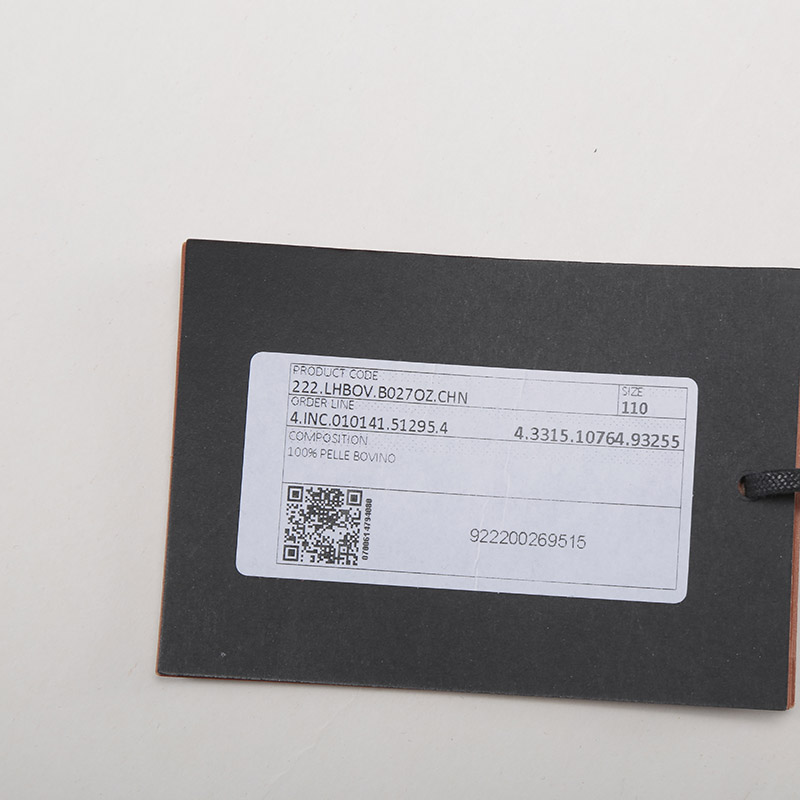 PRODUCT CODE
222.LHBOV.B027OZ.CHN
SIZE
110
ORDER LINE
4.INC.010141.51295.4
4.3315.10764.93255
COMPOSITION
100% PELLE BOVINO
922200269515